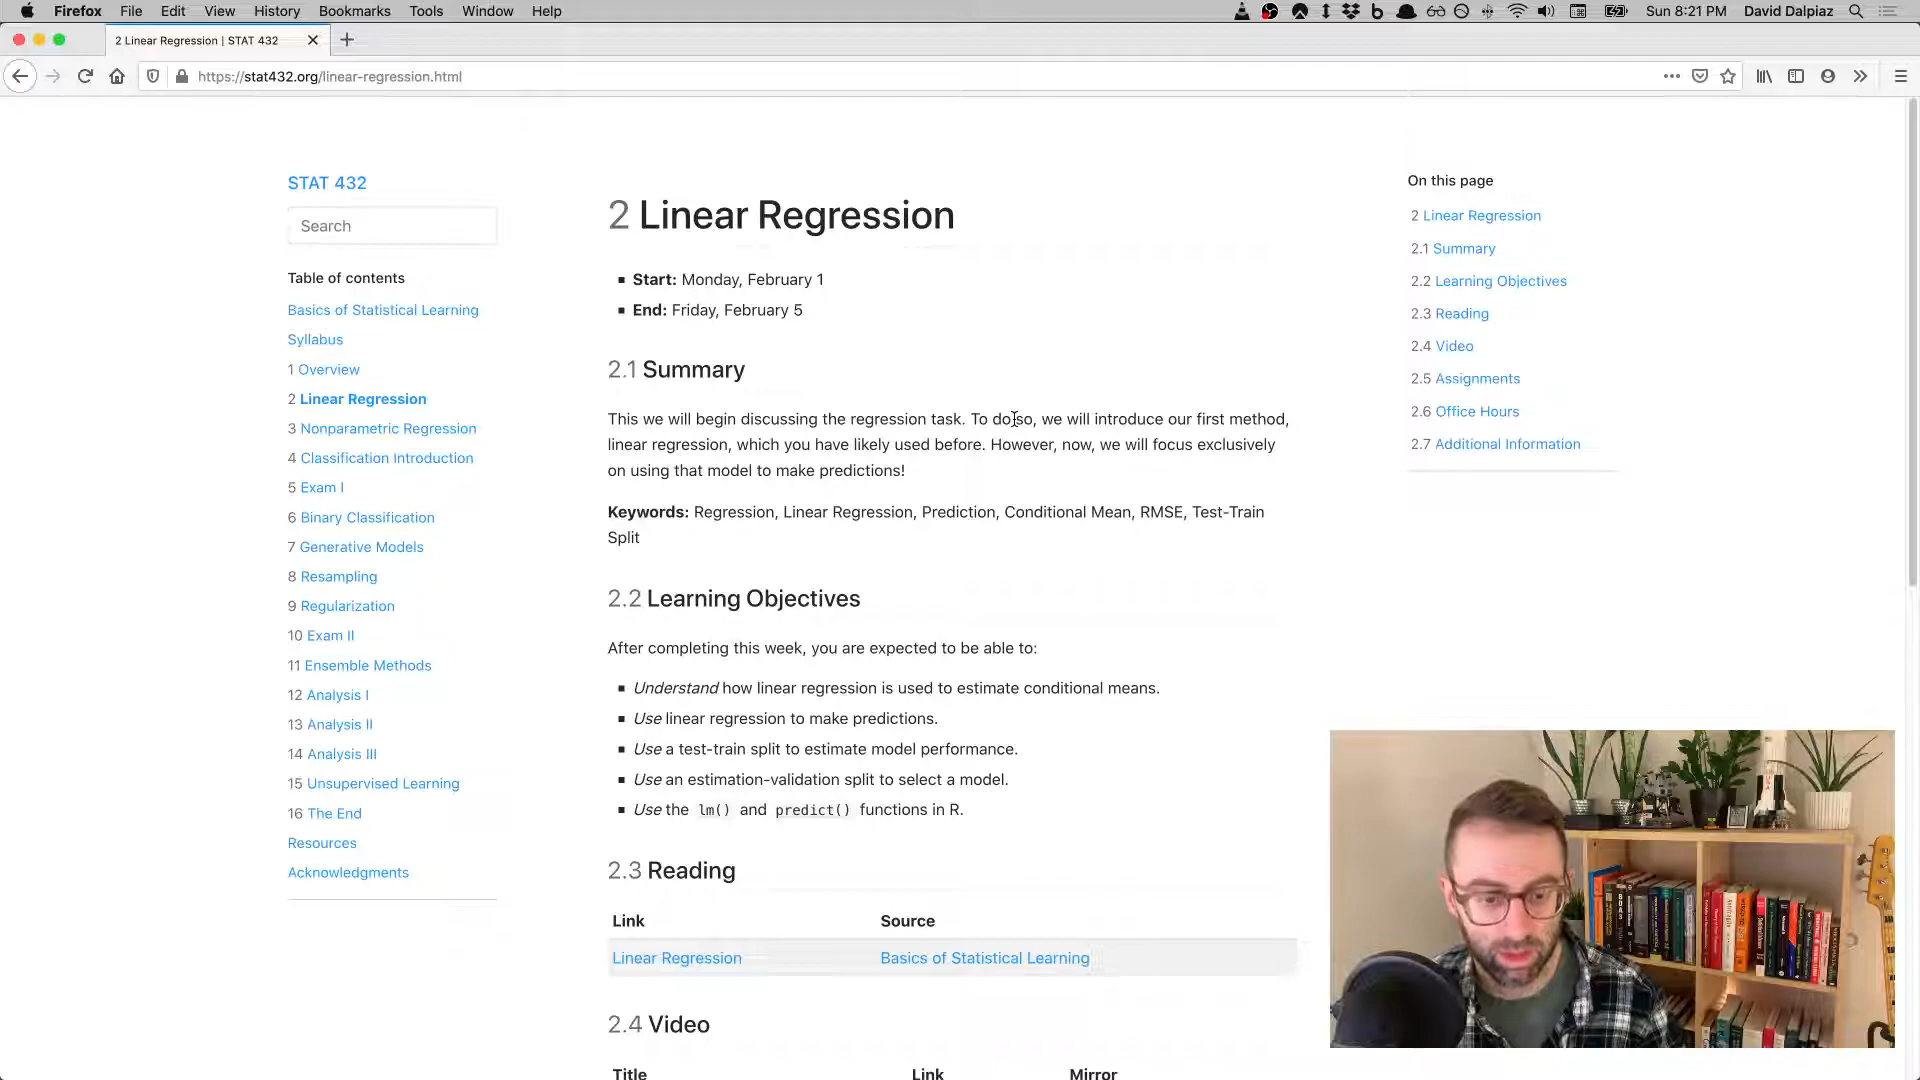 Firefox File Edit View History Bookmarks Tools Window Help Sun 8:21 PM David Dalpiaz
2 Linear Regression | STAT 432
https://stat432.org/linear-regression.html
STAT 432
Search
Table of contents
Basics of Statistical Learning
Syllabus
1 Overview
2 Linear Regression
3 Nonparametric Regression
4 Classification Introduction
5 Exam I
6 Binary Classification
7 Generative Models
8 Resampling
9 Regularization
10 Exam II
11 Ensemble Methods
12 Analysis I
13 Analysis II
14 Analysis III
15 Unsupervised Learning
16 The End
Resources
Acknowledgments
2 Linear Regression
Start: Monday, February 1
End: Friday, February 5
2.1 Summary
This we will begin discussing the regression task. To do so, we will introduce our first method,
linear regression, which you have likely used before. However, now, we will focus exclusively
on using that model to make predictions!
Keywords: Regression, Linear Regression, Prediction, Conditional Mean, RMSE, Test-Train
Split
2.2 Learning Objectives
After completing this week, you are expected to be able to:
Understand how linear regression is used to estimate conditional means.
Use linear regression to make predictions.
Use a test-train split to estimate model performance.
Use an estimation-validation split to select a model.
Use the lm() and predict() functions in R.
2.3 Reading
Link Source
Linear Regression Basics of Statistical Learning
2.4 Video
Title Link Mirror
On this page
2 Linear Regression
2.1 Summary
2.2 Learning Objectives
2.3 Reading
2.4 Video
2.5 Assignments
2.6 Office Hours
2.7 Additional Information